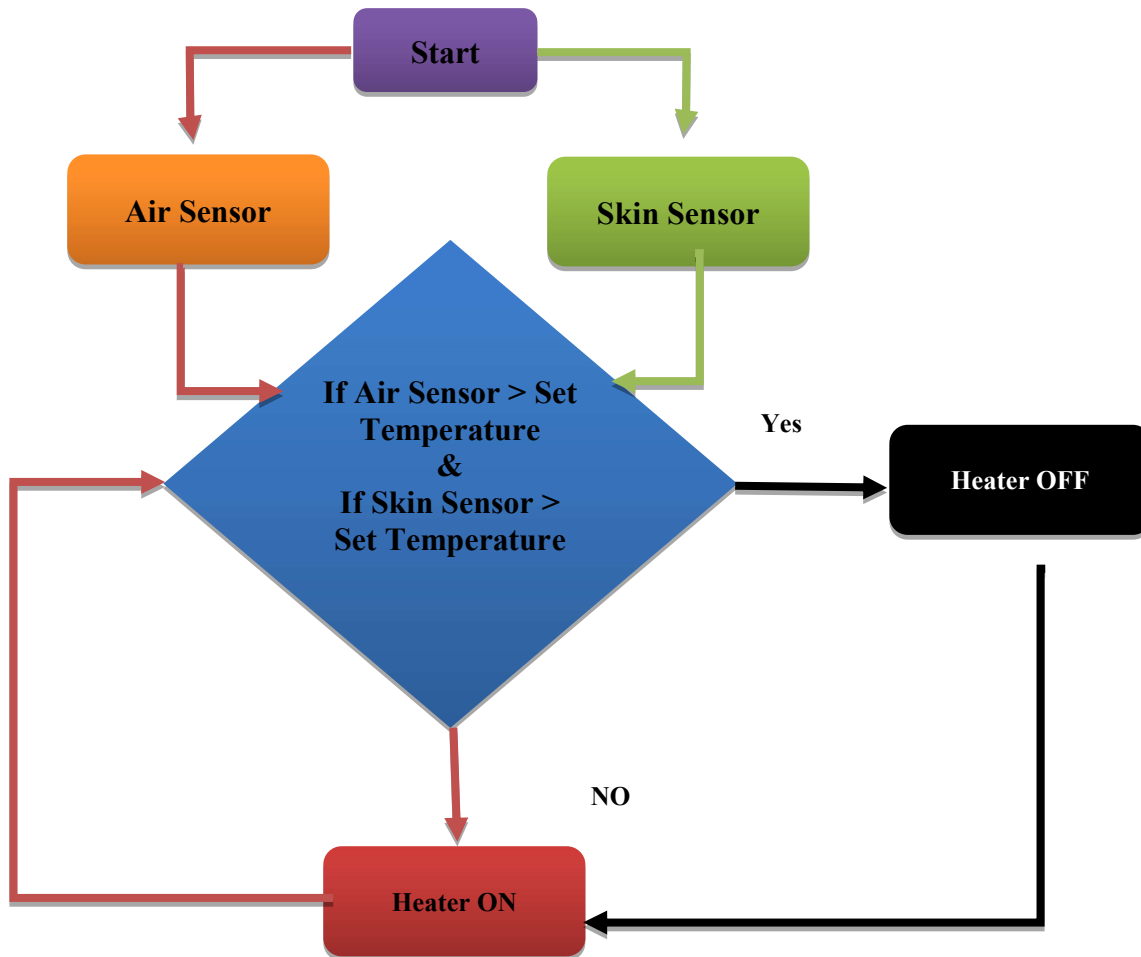 Start
Air Sensor
Skin Sensor
If Air Sensor > Set
Temperature
&
If Skin Sensor >
Set Temperature
Yes
Heater OFF
NO
Heater ON